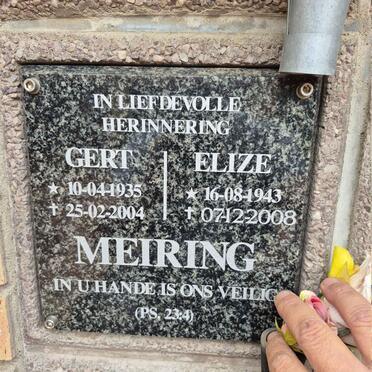 IN LIEFDEVOLLE
HERINNERING
GERT ELIZE
★ 10-04-1935 ★ 16-08-1943
✝ 25-02-2004 ✝ 07-12-2008
MEIRING
IN U HANDE IS ONS VEILIG
(PS. 23:4)